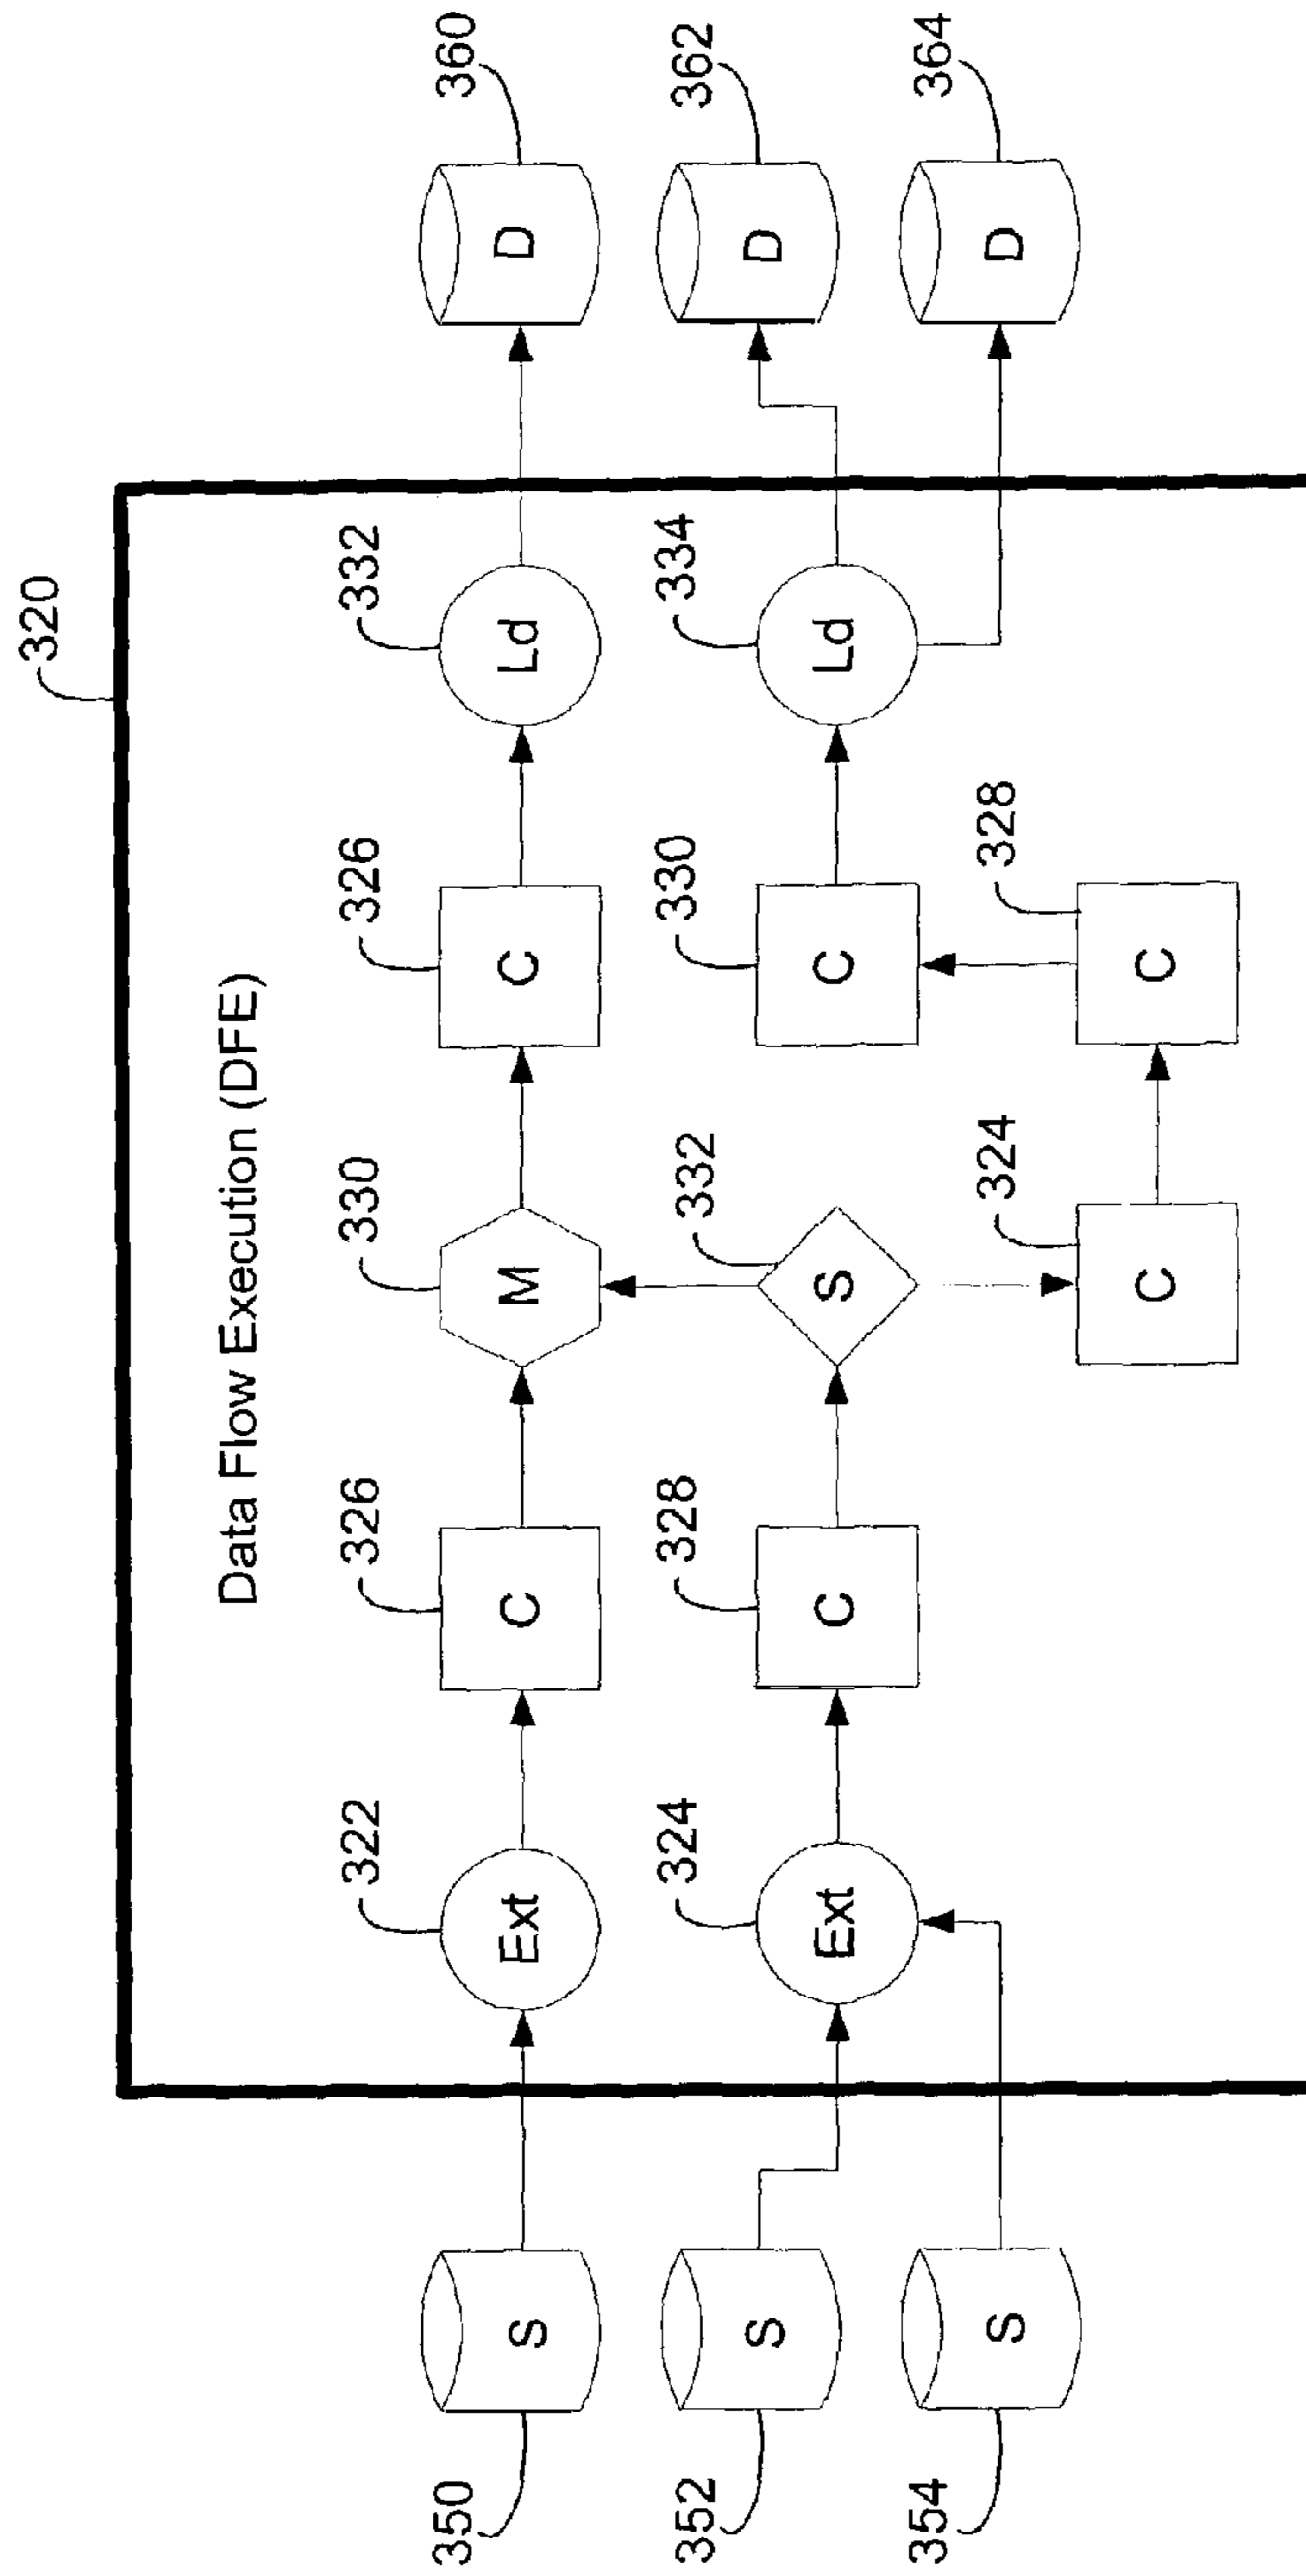 320
Data Flow Execution (DFE)
350
S
322
Ext
326
C
330
M
326
C
332
Ld
360
D
352
S
324
Ext
328
C
332
S
330
C
334
Ld
362
D
354
S
324
C
328
C
364
D